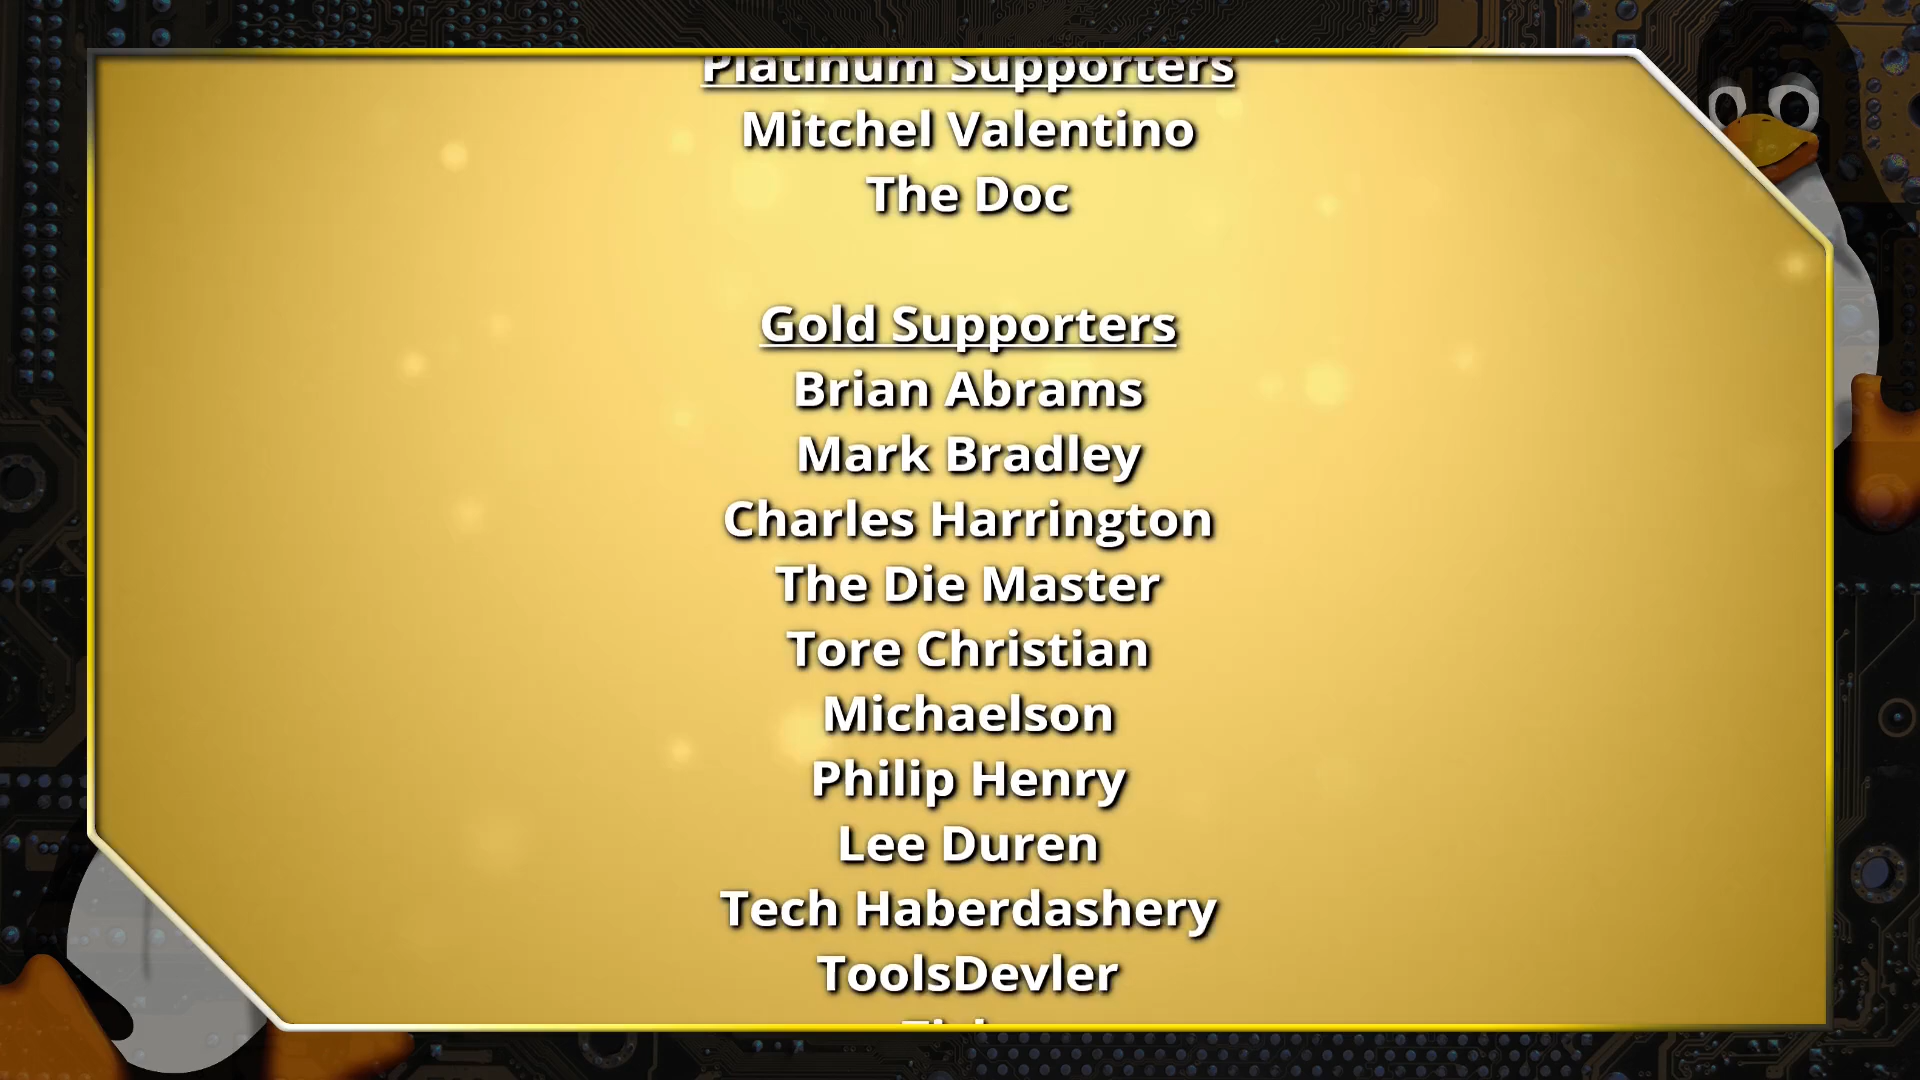 Platinum Supporters
Mitchel Valentino
The Doc
Gold Supporters
Brian Abrams
Mark Bradley
Charles Harrington
The Die Master
Tore Christian
Michaelson
Philip Henry
Lee Duren
Tech Haberdashery
ToolsDevler